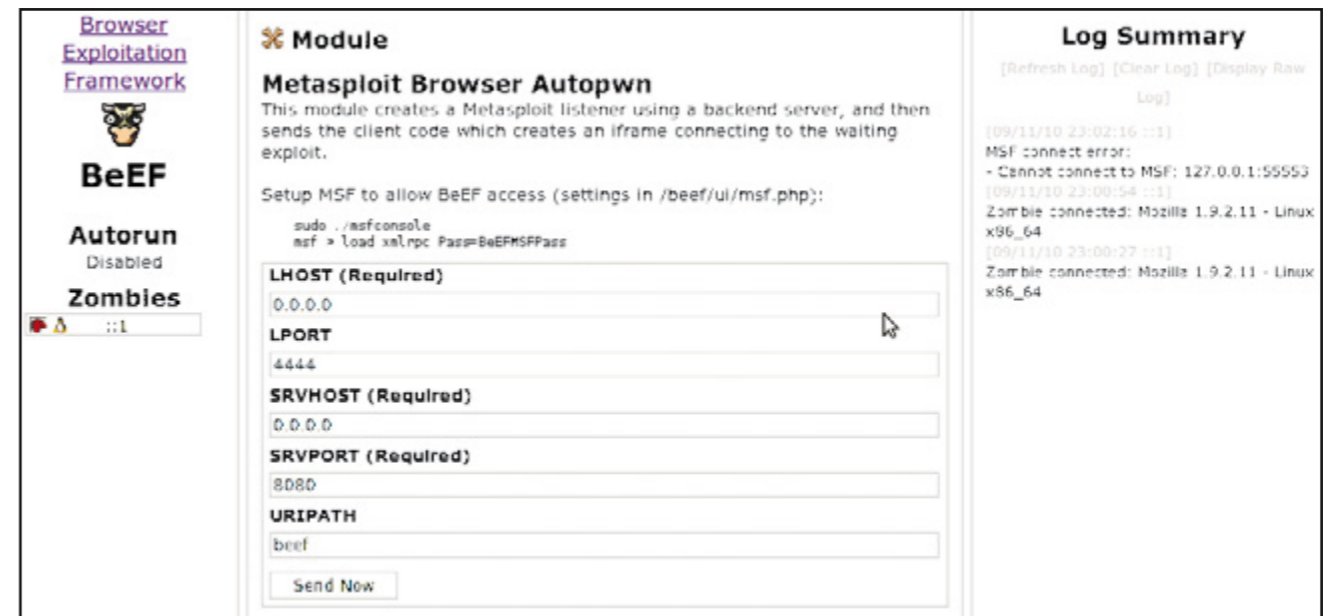 Browser
Exploitation
Framework
BeEF
Autorun
Disabled
Zombies
::1
Module
Metasploit Browser Autopwn
This module creates a Metasploit listener using a backend server, and then
sends the client code which creates an iframe connecting to the waiting
exploit.
Setup MSF to allow BeEF access (settings in /beef/ui/msf.php):
sudo ./msfconsole
msf > load xmlrpc Pass=BeEFMSFPass
LHOST (Required)
0.0.0.0
LPORT
4444
SRVHOST (Required)
0.0.0.0
SRVPORT (Required)
8080
URIPATH
beef
Send Now
Log Summary
[Refresh Log] [Clear Log] [Display Raw
Log]
[09/11/10 23:02:16 ::1]
MSF connect error:
- Cannot connect to MSF: 127.0.0.1:55553
[09/11/10 23:00:54 ::1]
Zombie connected: Mozilla 1.9.2.11 - Linux
x86_64
[09/11/10 23:00:27 ::1]
Zombie connected: Mozilla 1.9.2.11 - Linux
x86_64